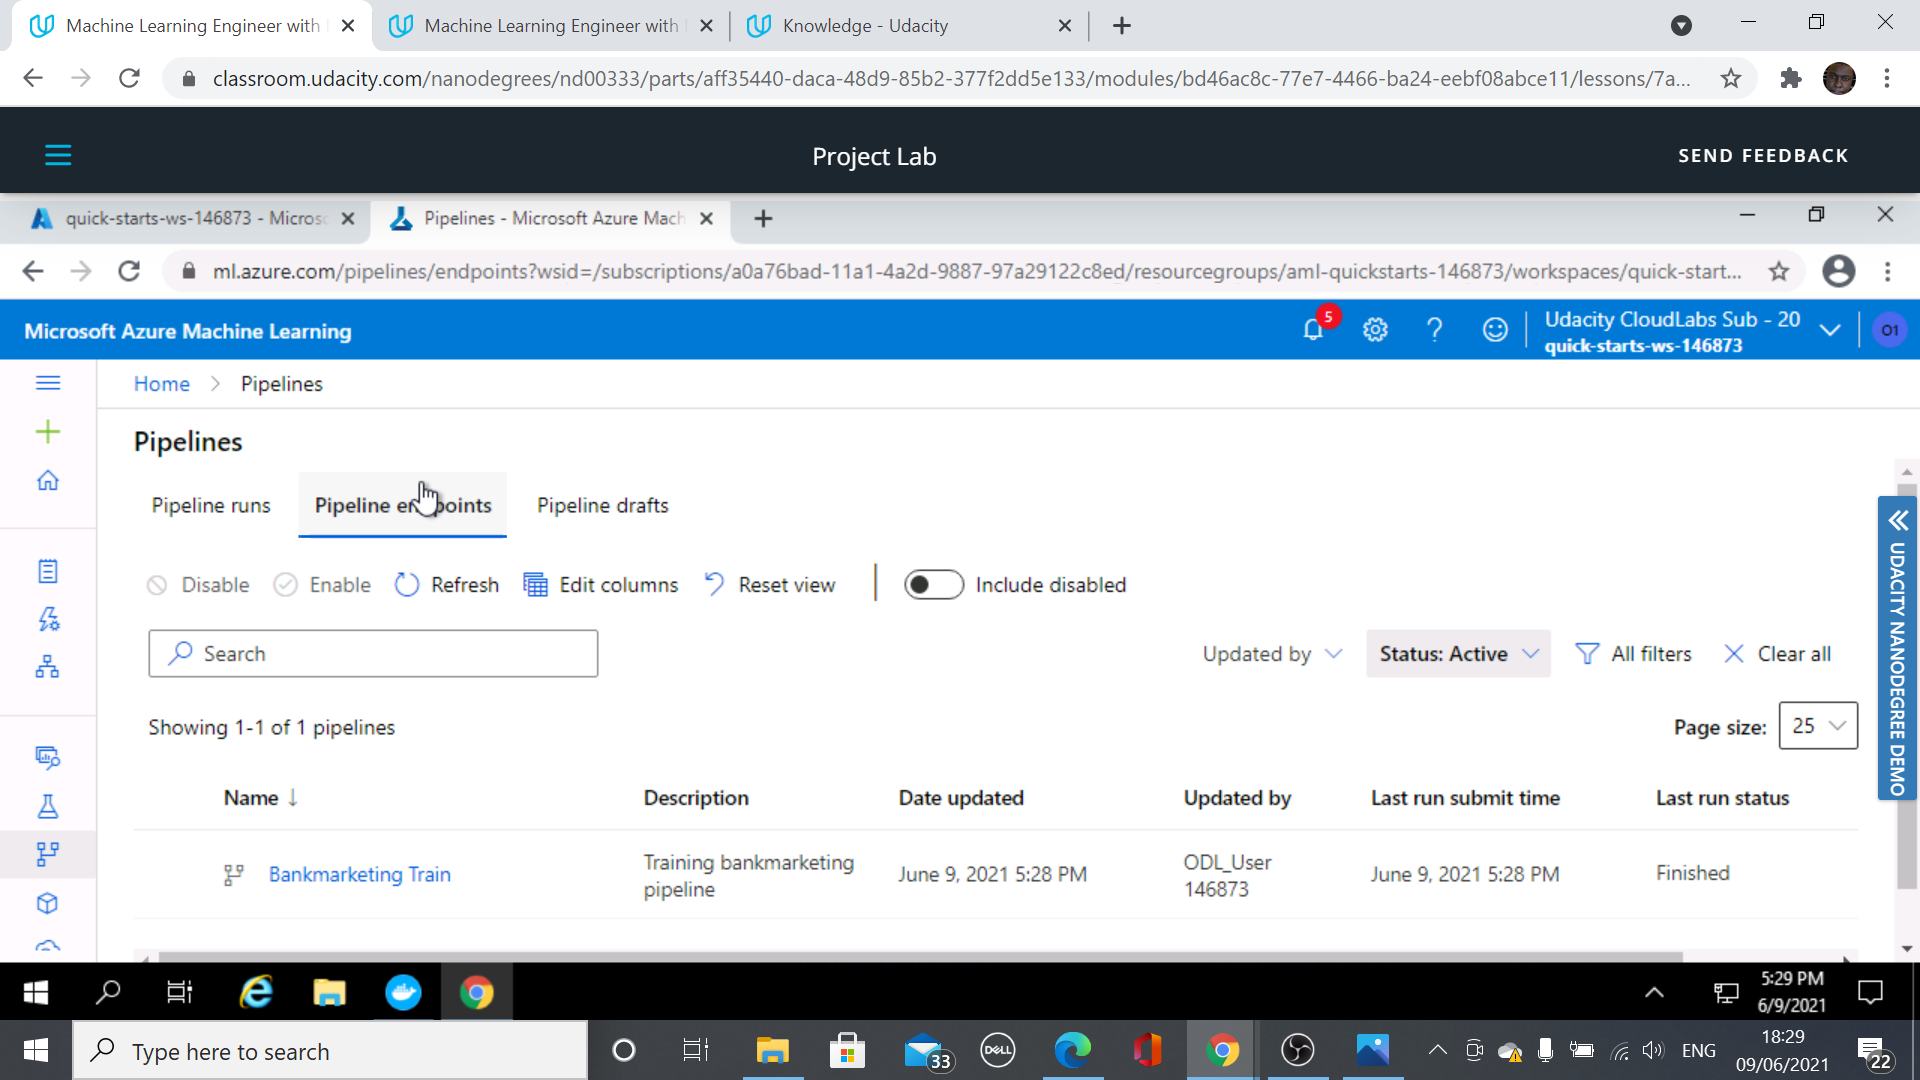 Machine Learning Engineer with
Machine Learning Engineer with
Knowledge - Udacity
classroom.udacity.com/nanodegrees/nd00333/parts/aff35440-daca-48d9-85b2-377f2dd5e133/modules/bd46ac8c-77e7-4466-ba24-eebf08abce11/lessons/7a...
Project Lab
SEND FEEDBACK
quick-starts-ws-146873 - Micros
Pipelines - Microsoft Azure Mach
ml.azure.com/pipelines/endpoints?wsid=/subscriptions/a0a76bad-11a1-4a2d-9887-97a29122c8ed/resourcegroups/aml-quickstarts-146873/workspaces/quick-start...
Microsoft Azure Machine Learning
5
Udacity CloudLabs Sub - 20
quick-starts-ws-146873
O1
Home > Pipelines
Pipelines
Pipeline runs
Pipeline endpoints
Pipeline drafts
Disable
Enable
Refresh
Edit columns
Reset view
Include disabled
Search
Updated by
Status: Active
All filters
Clear all
Showing 1-1 of 1 pipelines
Page size: 25
Name ↓
Description
Date updated
Updated by
Last run submit time
Last run status
Bankmarketing Train
Training bankmarketing
pipeline
June 9, 2021 5:28 PM
ODL_User
146873
June 9, 2021 5:28 PM
Finished
UDACITY NANODEGREE DEMO
5:29 PM
6/9/2021
Type here to search
33
DELL
ENG
18:29
09/06/2021
22